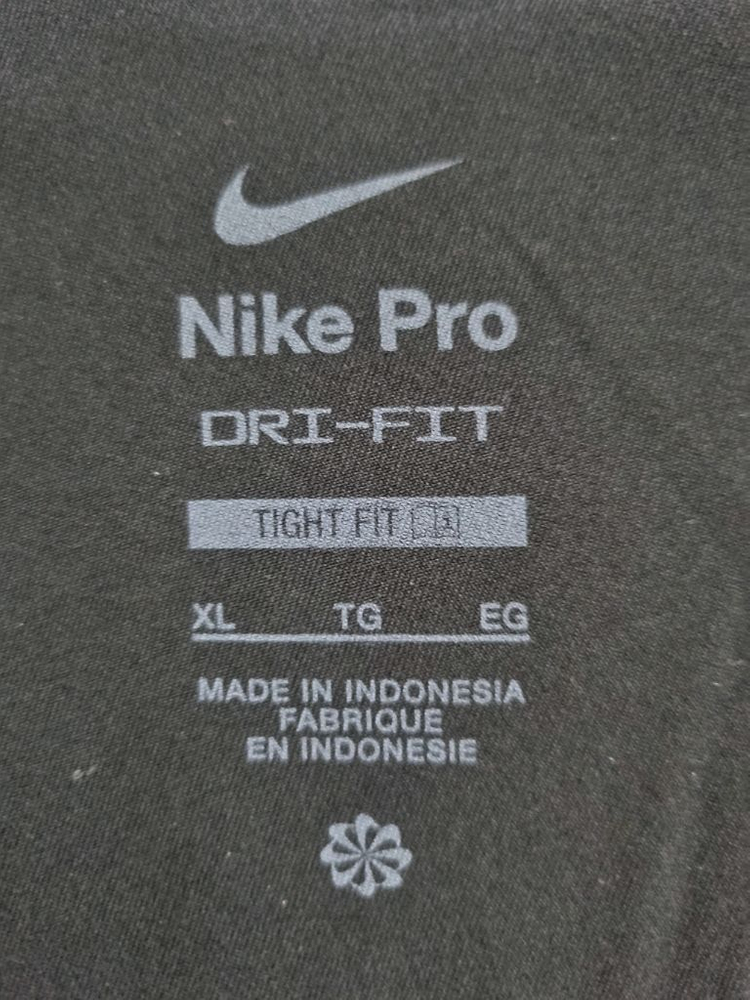 Nike Pro
DRI-FIT
TIGHT FIT
XL TG EG
MADE IN INDONESIA
FABRIQUE
EN INDONESIE